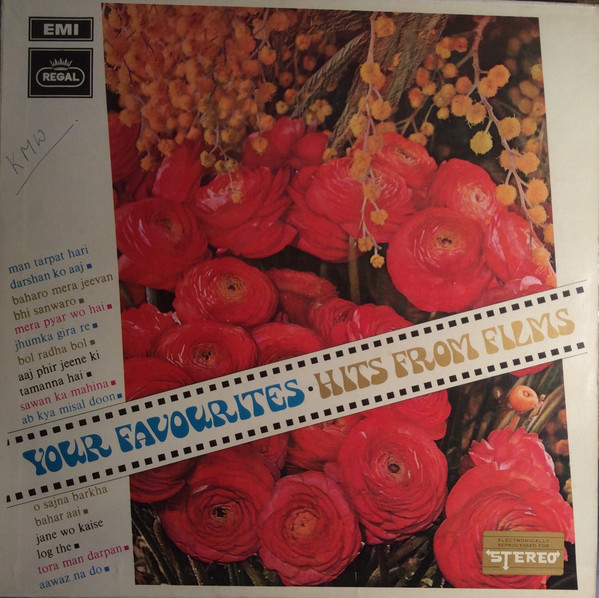 EMI
REGAL
KMW
man tarpat hari
darshan ko aaj
baharo mera jeevan
bhi sanwaro
mera pyar wo hai
jhumka gira re
bol radha bol
aaj phir jeene ki
tamanna hai
sawan ka mahina
ab kya misal doon
YOUR FAVOURITES · HITS FROM FILMS
o sajna barkha
bahar aai
jane wo kaise
log the
tora man darpan
aawaz na do
ELECTRONICALLY
REPROCESSED FOR
STEREO